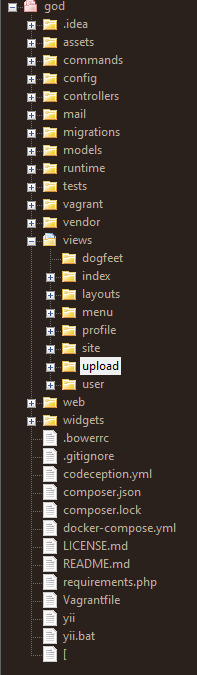 god
.idea
assets
commands
config
controllers
mail
migrations
models
runtime
tests
vagrant
vendor
views
dogfeet
index
layouts
menu
profile
site
upload
user
web
widgets
.bowerrc
.gitignore
codeception.yml
composer.json
composer.lock
docker-compose.yml
LICENSE.md
README.md
requirements.php
Vagrantfile
yii
yii.bat
[